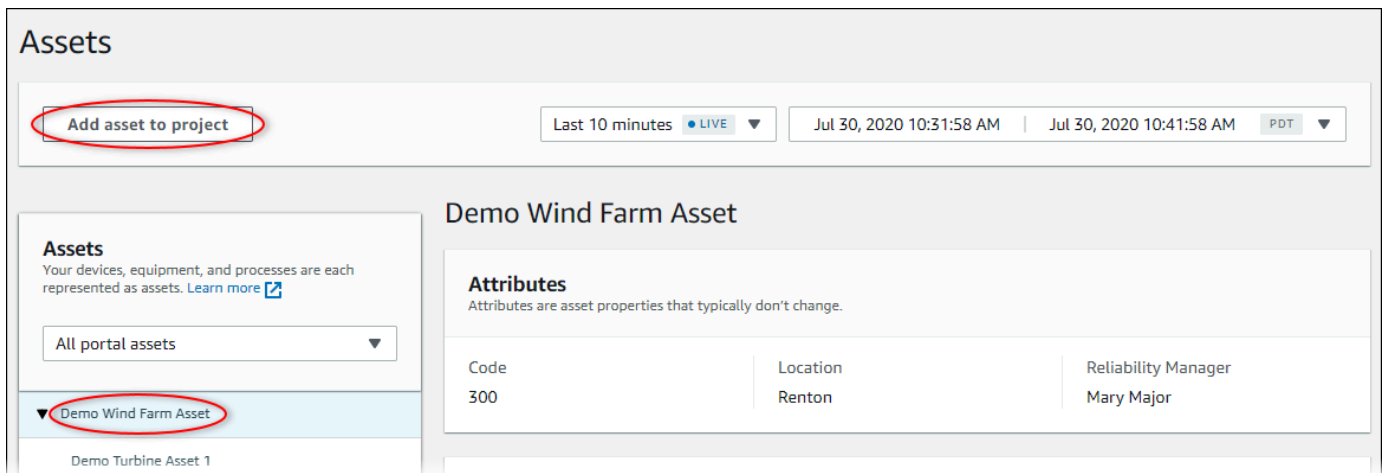 Assets
Add asset to project
Last 10 minutes LIVE
Jul 30, 2020 10:31:58 AM | Jul 30, 2020 10:41:58 AM PDT
Assets
Your devices, equipment, and processes are each
represented as assets. Learn more
All portal assets
Demo Wind Farm Asset
Demo Turbine Asset 1
Demo Wind Farm Asset
Attributes
Attributes are asset properties that typically don't change.
Code
300
Location
Renton
Reliability Manager
Mary Major